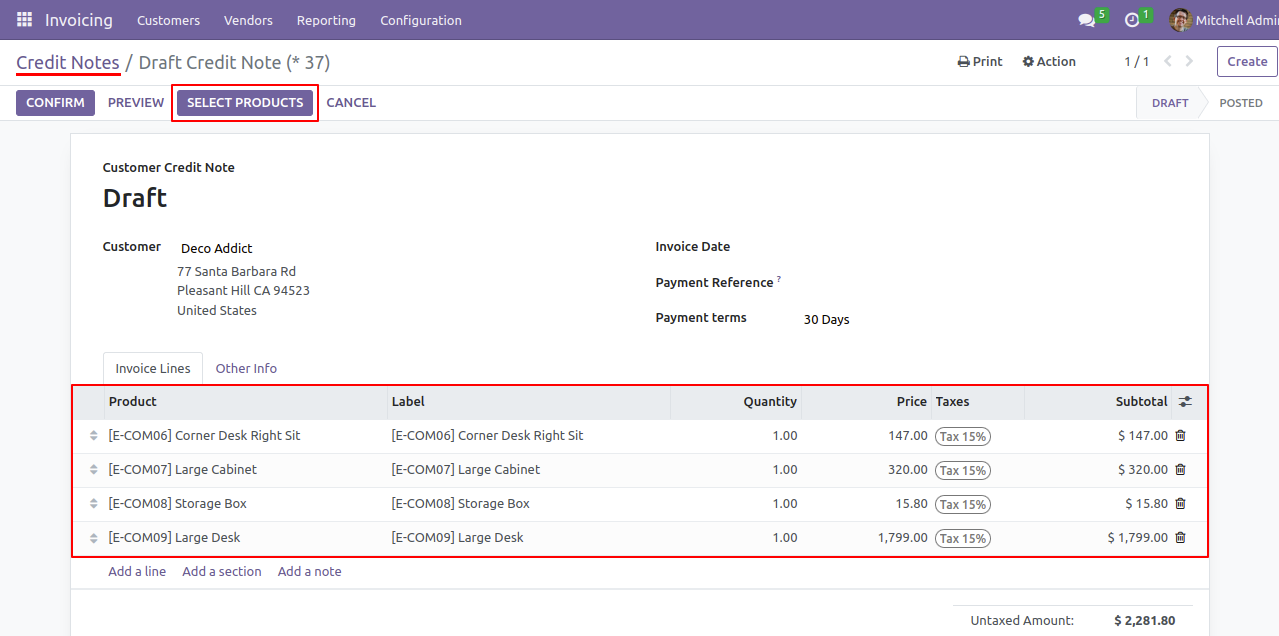 Invoicing Customers Vendors Reporting Configuration 5 1 Mitchell Admi
Credit Notes / Draft Credit Note (* 37) Print Action 1 / 1 Create
CONFIRM PREVIEW SELECT PRODUCTS CANCEL DRAFT POSTED
Customer Credit Note
Draft
Customer Deco Addict Invoice Date
77 Santa Barbara Rd
Pleasant Hill CA 94523 Payment Reference ?
United States Payment terms 30 Days
Invoice Lines Other Info
Product Label Quantity Price Taxes Subtotal
[E-COM06] Corner Desk Right Sit [E-COM06] Corner Desk Right Sit 1.00 147.00 Tax 15% $ 147.00
[E-COM07] Large Cabinet [E-COM07] Large Cabinet 1.00 320.00 Tax 15% $ 320.00
[E-COM08] Storage Box [E-COM08] Storage Box 1.00 15.80 Tax 15% $ 15.80
[E-COM09] Large Desk [E-COM09] Large Desk 1.00 1,799.00 Tax 15% $ 1,799.00
Add a line Add a section Add a note
Untaxed Amount: $ 2,281.80